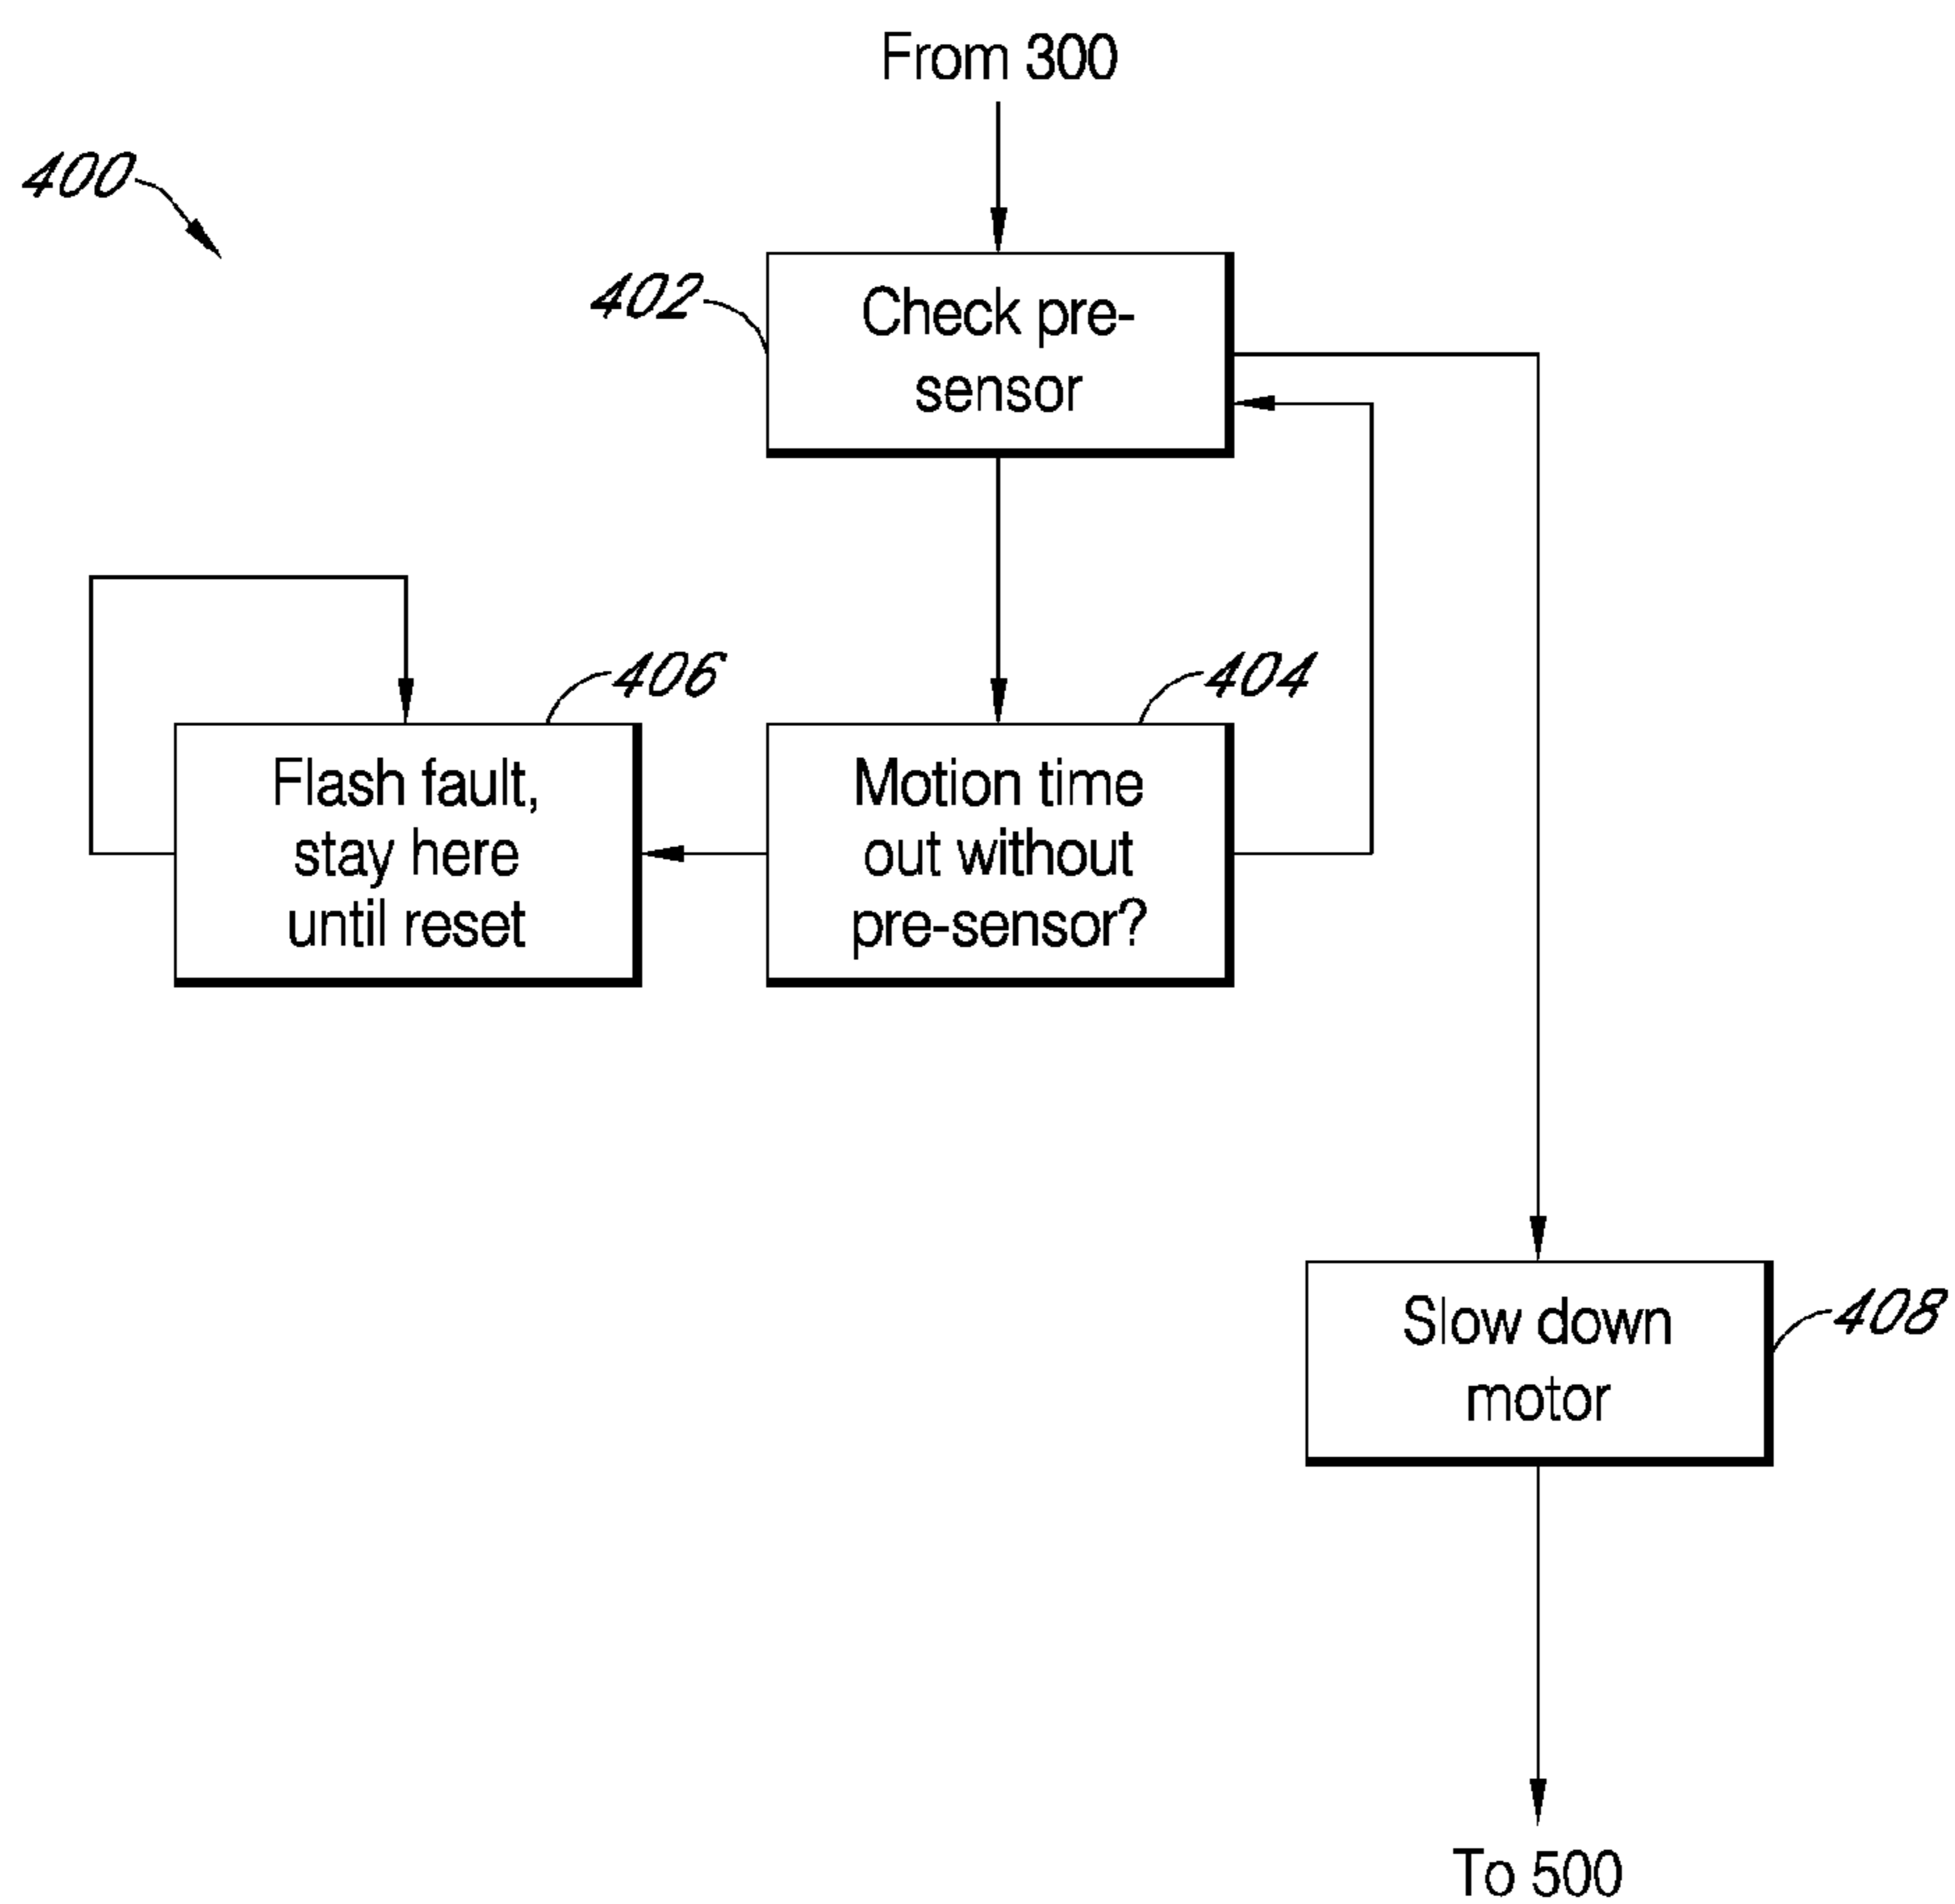 From 300
400
402
Check pre-
sensor
406
404
Flash fault,
stay here
until reset
Motion time
out without
pre-sensor?
Slow down
motor
408
To 500